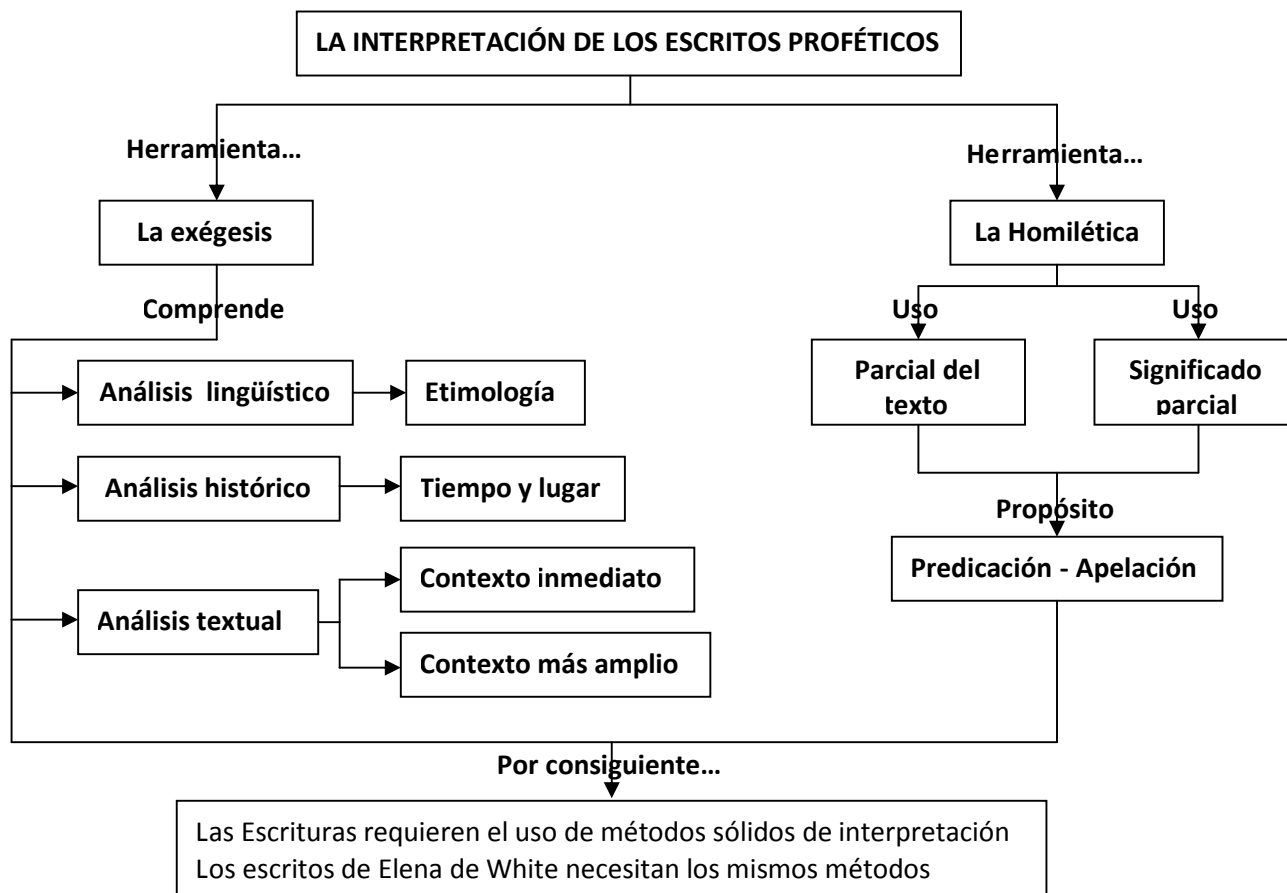 LA INTERPRETACIÓN DE LOS ESCRITOS PROFÉTICOS
Herramienta...
Herramienta...
La exégesis
La Homilética
Comprende
Uso
Uso
Parcial del
texto
Significado
parcial
Análisis lingüístico
Etimología
Análisis histórico
Tiempo y lugar
Propósito
Predicación - Apelación
Contexto inmediato
Análisis textual
Contexto más amplio
Por consiguiente...
Las Escrituras requieren el uso de métodos sólidos de interpretación
Los escritos de Elena de White necesitan los mismos métodos